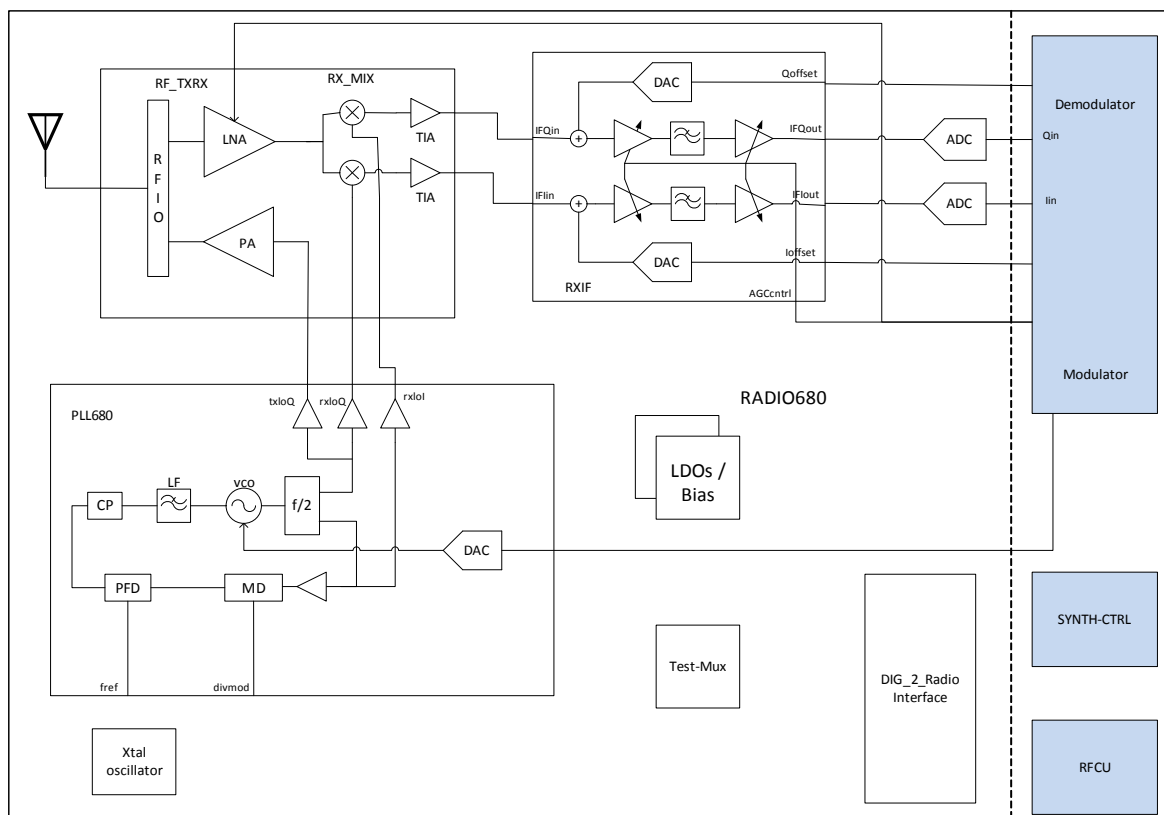 RF_TXRX
RX_MIX
RFIO
LNA
PA
TIA
TIA
DAC
Qoffset
IFQin
+
IFQout
ADC
Qin
IFIin
+
IFIout
ADC
Iin
DAC
Ioffset
RXIF
AGCcntrl
Demodulator
Modulator
PLL680
txloQ
rxloQ
rxloI
RADIO680
LDOs /
Bias
CP
LF
vco
f/2
DAC
PFD
MD
fref
divmod
Test-Mux
DIG_2_Radio
Interface
SYNTH-CTRL
Xtal
oscillator
RFCU